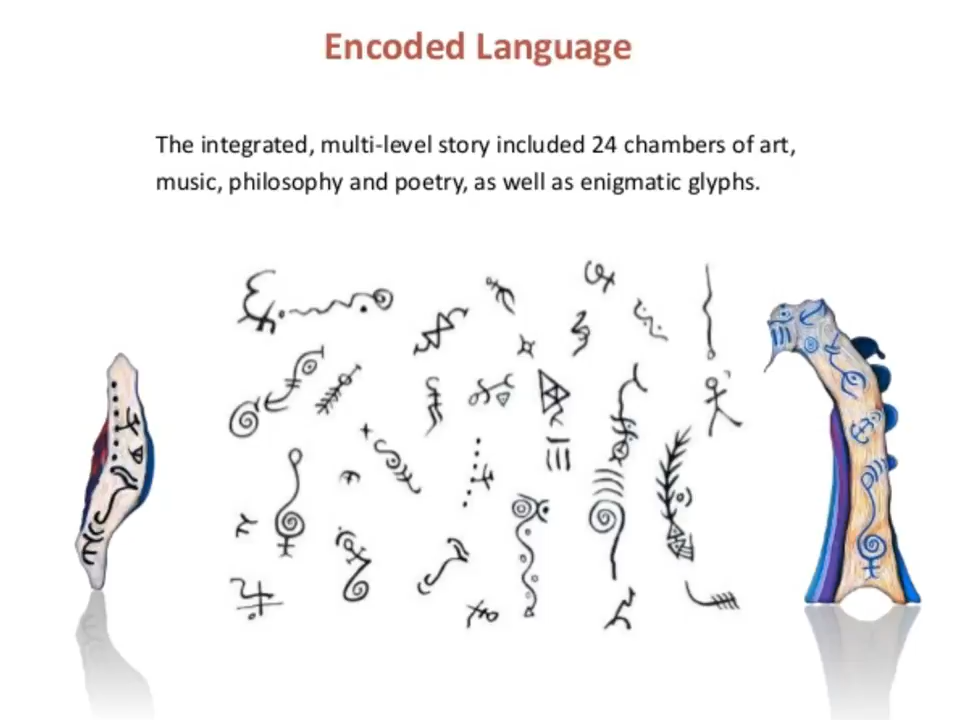 Encoded Language
The integrated, multi-level story included 24 chambers of art,
music, philosophy and poetry, as well as enigmatic glyphs.